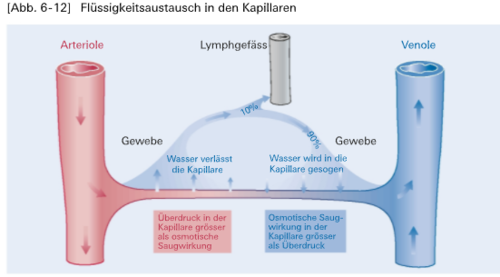 [Abb. 6-12] Flüssigkeitsaustausch in den Kapillaren
Arteriole
Lymphgefäss
Venole
10%
90%
Gewebe
Gewebe
Wasser verlässt
die Kapillare
Wasser wird in die
Kapillare gesogen
Überdruck in der
Kapillare grösser
als osmotische
Saugwirkung
Osmotische Saug-
wirkung in der
Kapillare grösser
als Überdruck